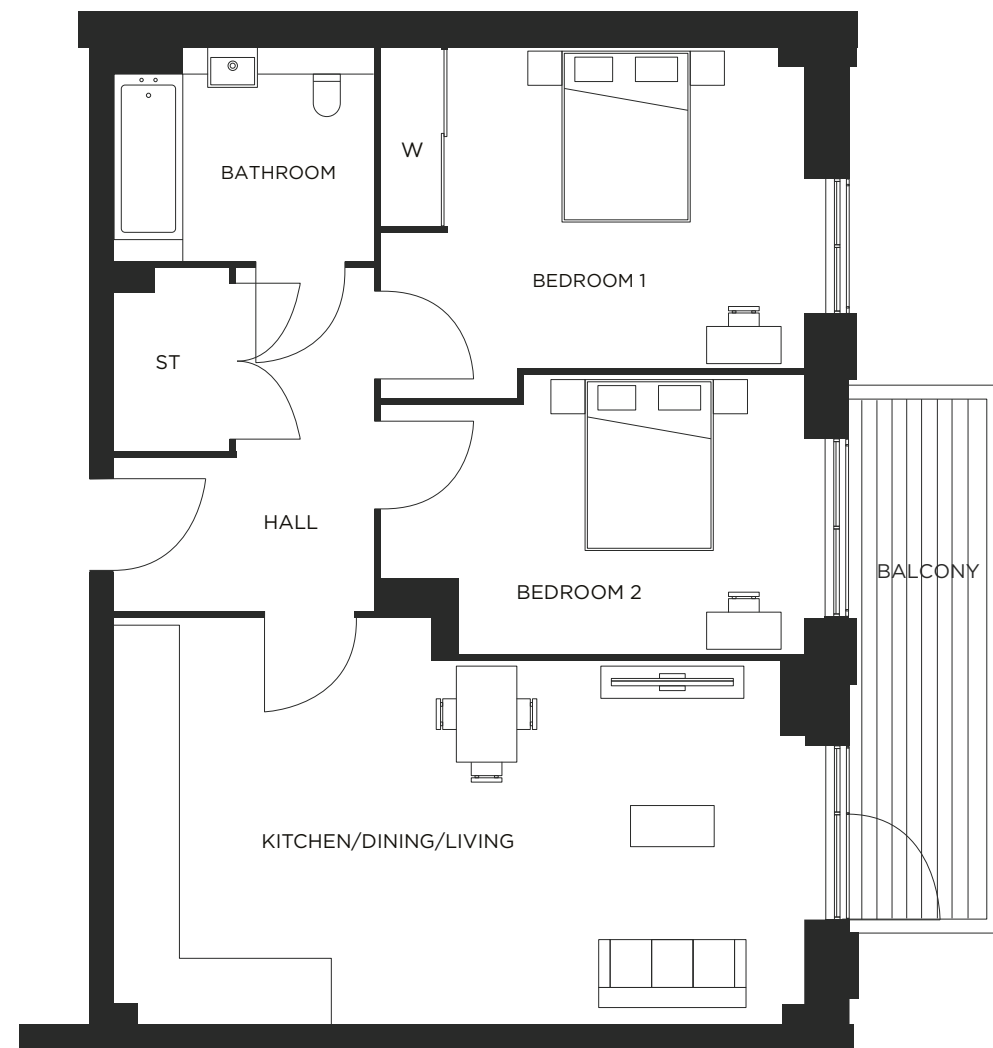 W
BATHROOM
BEDROOM 1
ST
HALL
BALCONY
BEDROOM 2
KITCHEN/DINING/LIVING